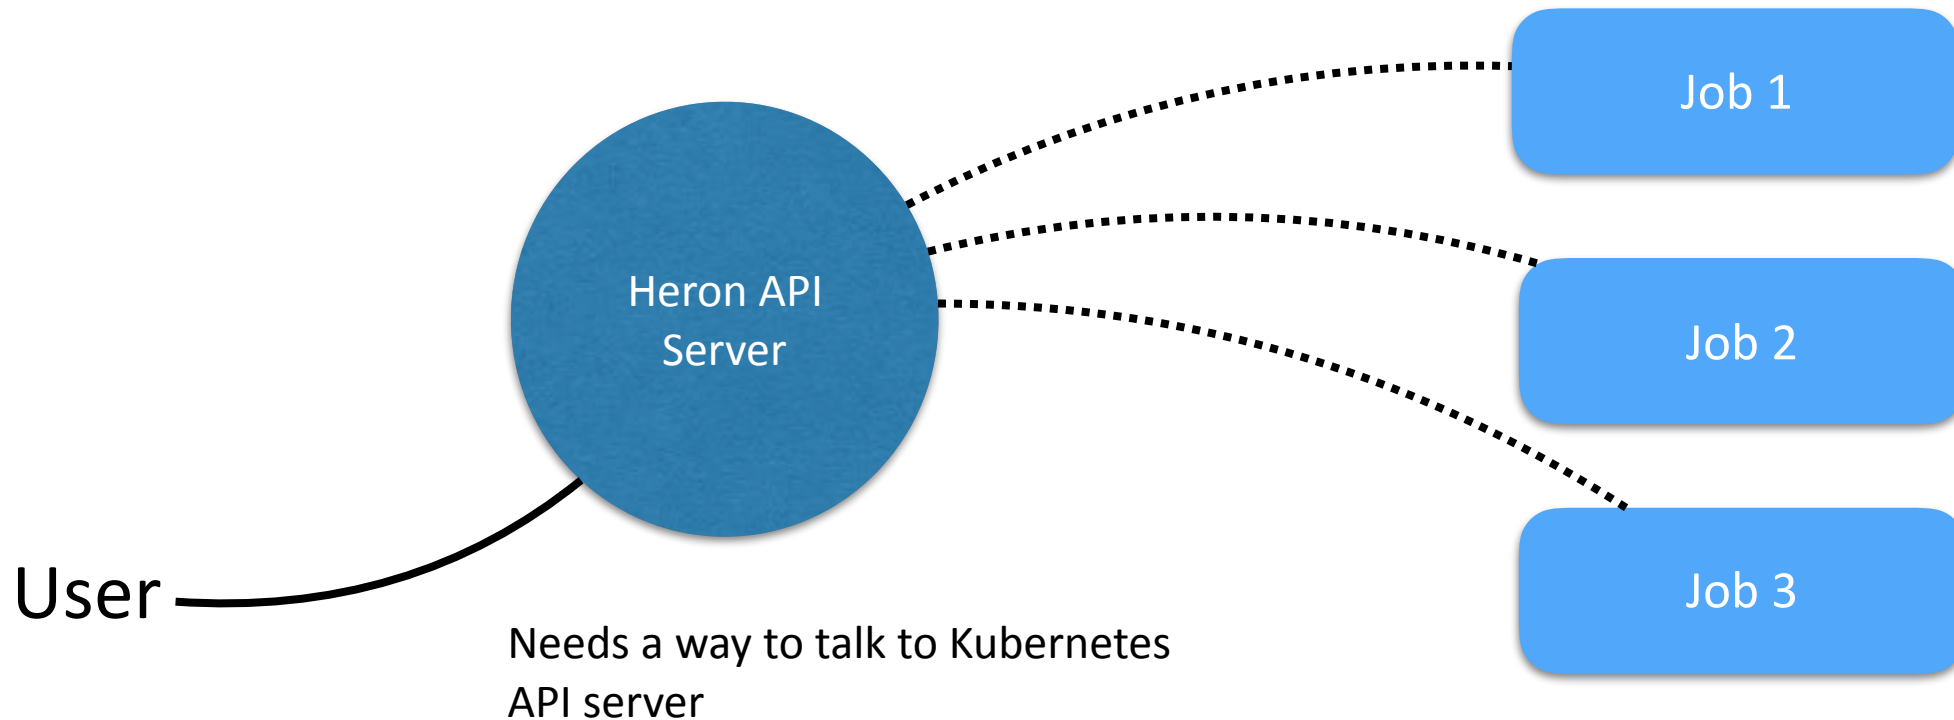 Job 1
Heron API
Server
Job 2
Job 3
User
Needs a way to talk to Kubernetes
API server